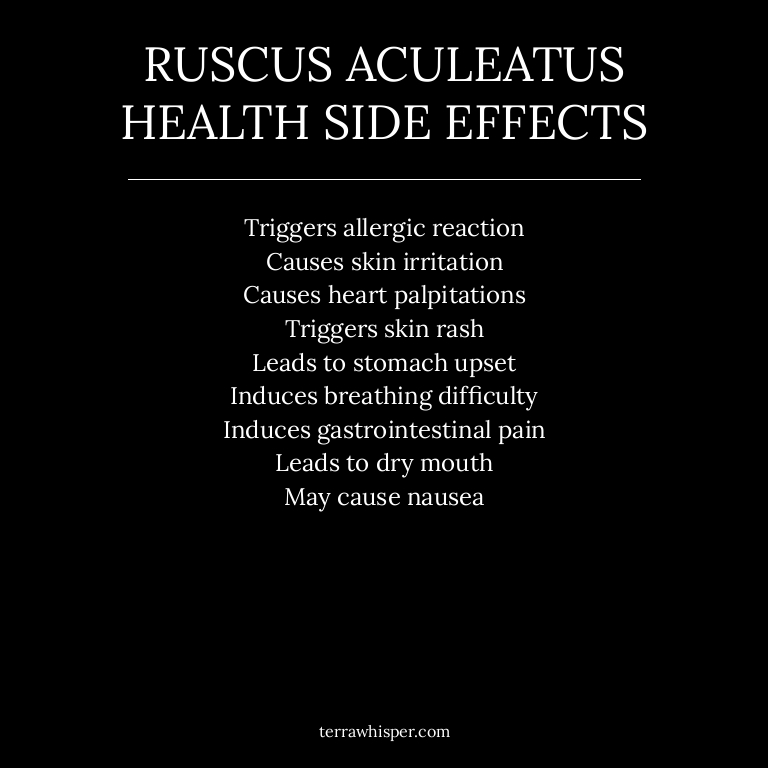 RUSCUS ACULEATUS
HEALTH SIDE EFFECTS
Triggers allergic reaction
Causes skin irritation
Causes heart palpitations
Triggers skin rash
Leads to stomach upset
Induces breathing difficulty
Induces gastrointestinal pain
Leads to dry mouth
May cause nausea
terrawhisper.com